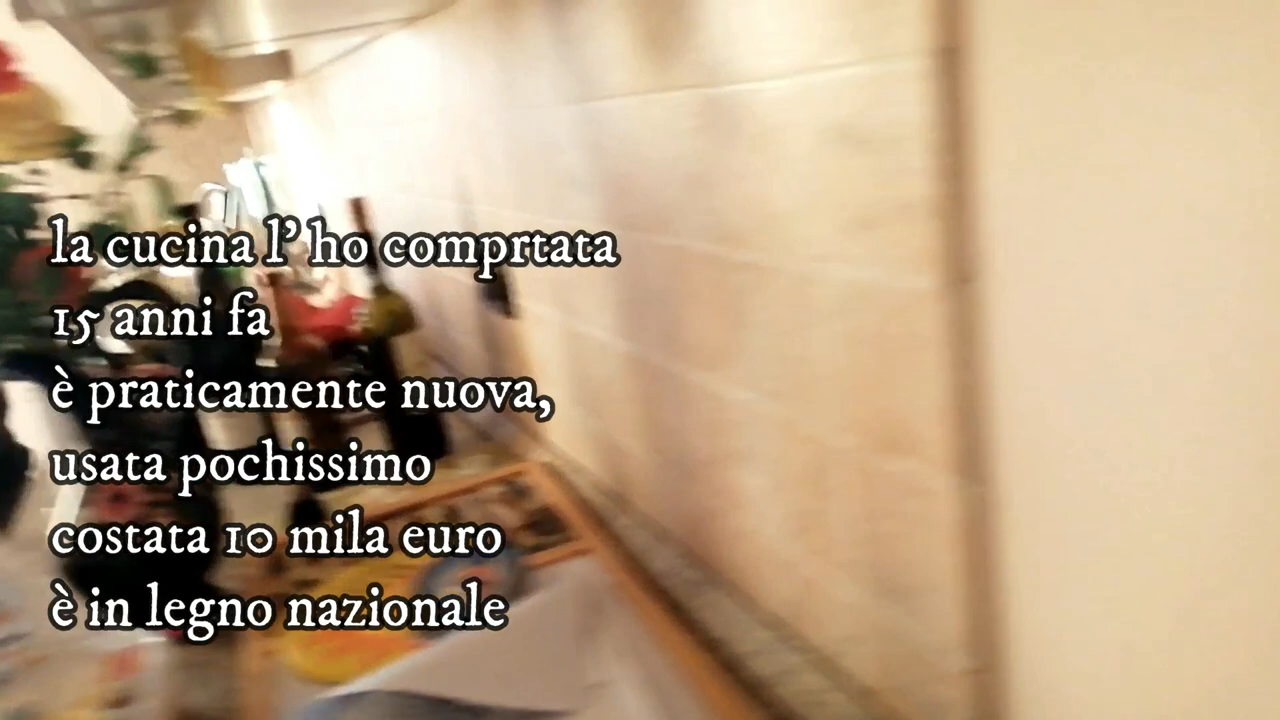 la cucina l' ho comprtata
15 anni fa
è praticamente nuova,
usata pochissimo
costata 10 mila euro
è in legno nazionale